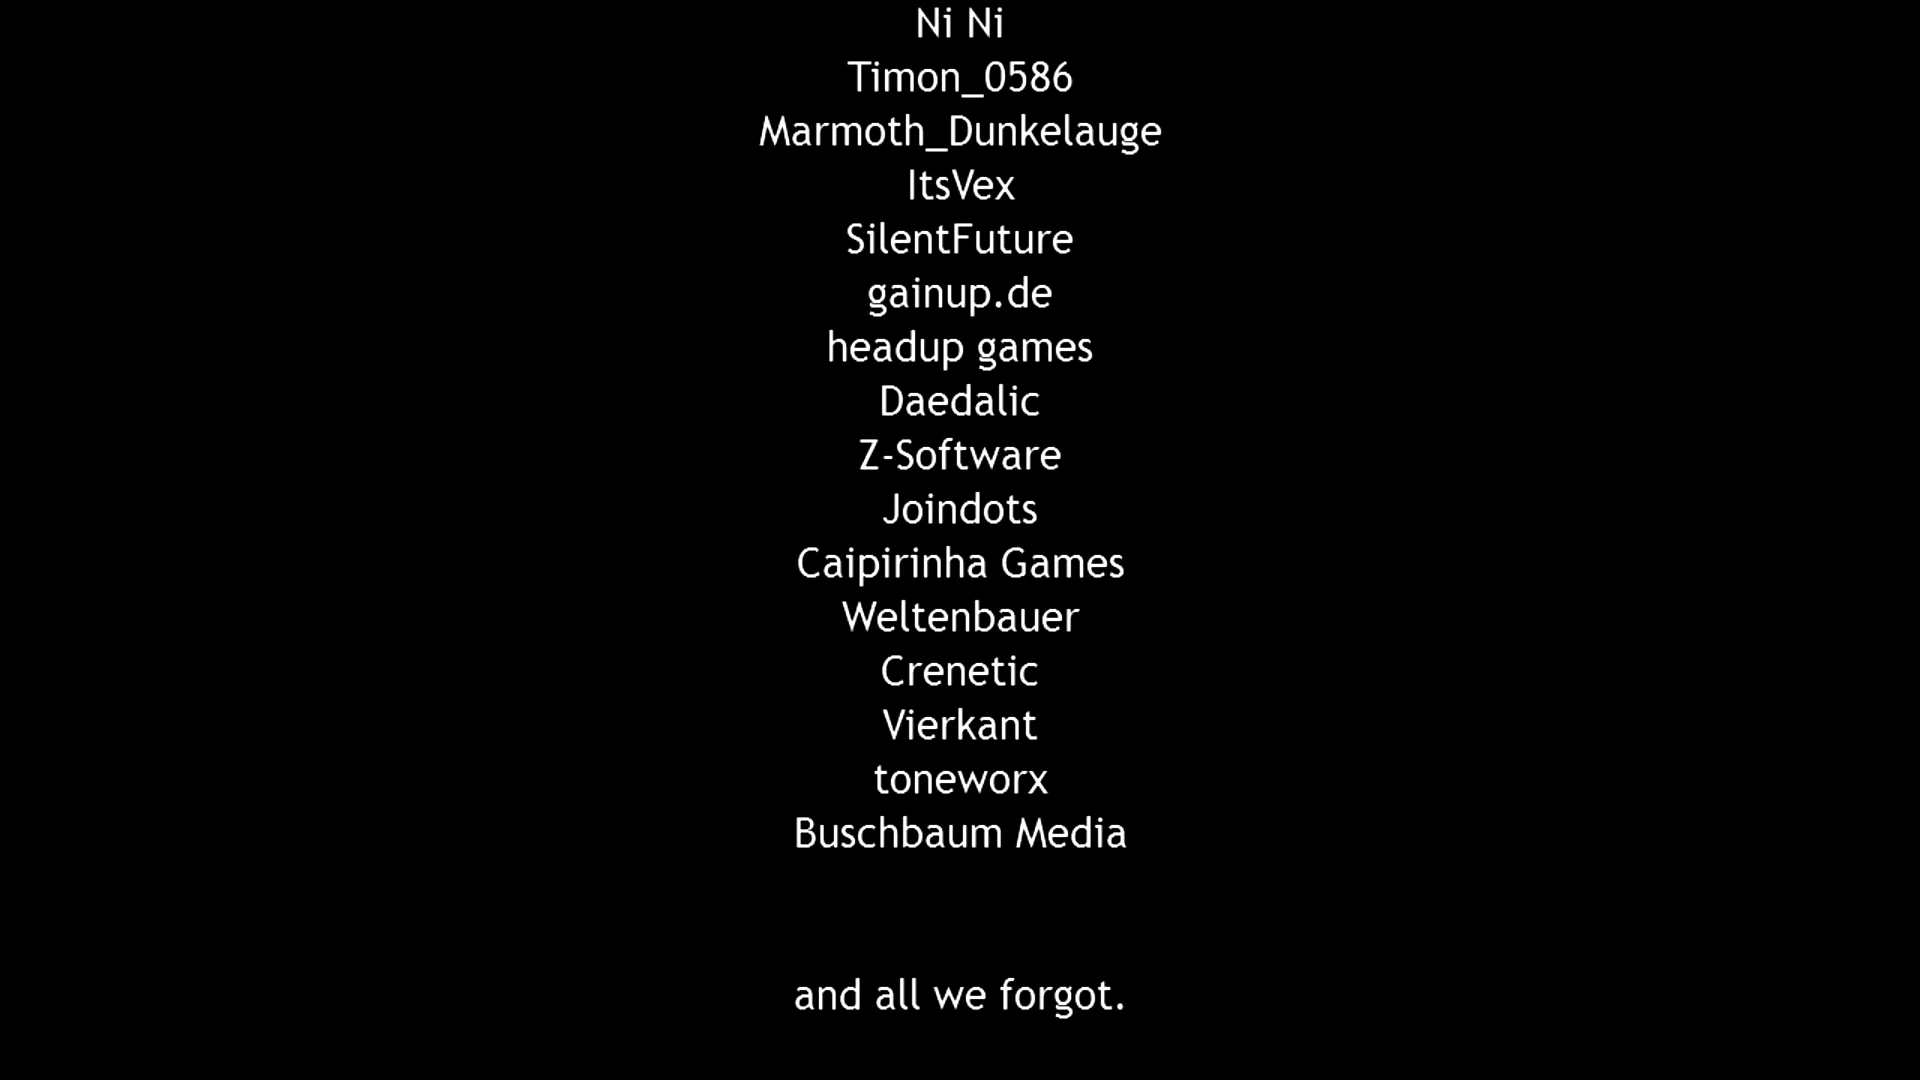 Ni Ni
Timon_0586
Marmoth_Dunkelauge
ItsVex
SilentFuture
gainup.de
headup games
Daedalic
Z-Software
Joindots
Caipirinha Games
Weltenbauer
Crenetic
Vierkant
toneworx
Buschbaum Media
and all we forgot.